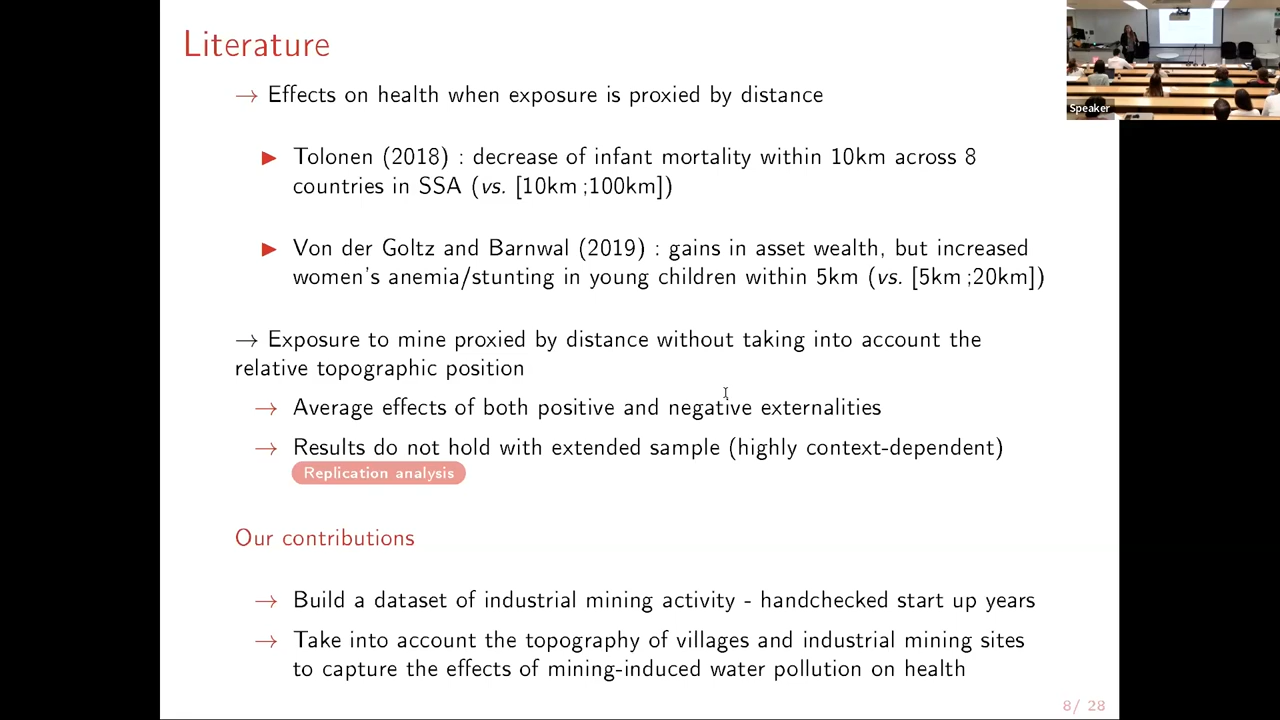 Literature
→ Effects on health when exposure is proxied by distance
▶ Tolonen (2018) : decrease of infant mortality within 10km across 8
countries in SSA (vs. [10km ;100km])
▶ Von der Goltz and Barnwal (2019) : gains in asset wealth, but increased
women's anemia/stunting in young children within 5km (vs. [5km ;20km])
→ Exposure to mine proxied by distance without taking into account the
relative topographic position
→ Average effects of both positive and negative externalities
→ Results do not hold with extended sample (highly context-dependent)
Replication analysis
Our contributions
→ Build a dataset of industrial mining activity - handchecked start up years
→ Take into account the topography of villages and industrial mining sites
to capture the effects of mining-induced water pollution on health
8/ 28
Speaker